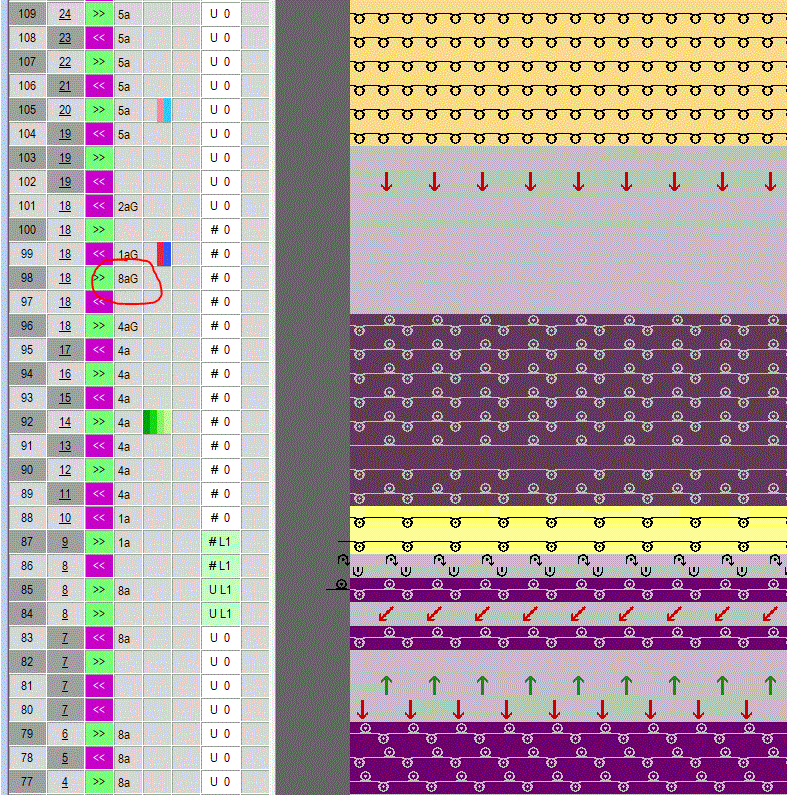 109 24 >> 5a U 0
108 23 << 5a U 0
107 22 >> 5a U 0
106 21 << 5a U 0
105 20 >> 5a U 0
104 19 << 5a U 0
103 19 >> U 0
102 19 << U 0
101 18 << 2aG U 0
100 18 >> # 0
99 18 << 1aG # 0
98 18 >> 8aG # 0
97 18 << # 0
96 18 >> 4aG # 0
95 17 << 4a # 0
94 16 >> 4a # 0
93 15 << 4a # 0
92 14 >> 4a # 0
91 13 << 4a # 0
90 12 >> 4a # 0
89 11 << 4a # 0
88 10 << 1a # 0
87 9 >> 1a # L1
86 8 << # L1
85 8 >> 8a U L1
84 8 >> U L1
83 7 << 8a U 0
82 7 >> U 0
81 7 << U 0
80 7 << U 0
79 6 >> 8a U 0
78 5 << 8a U 0
77 4 >> 8a U 0